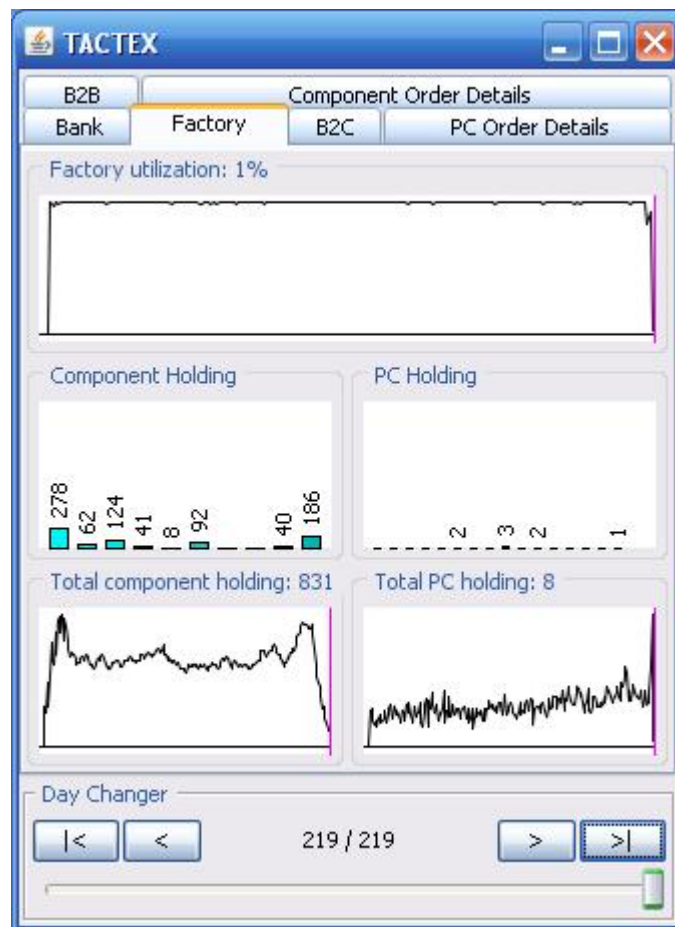 TACTEX
B2B Component Order Details
Bank Factory B2C PC Order Details
Factory utilization: 1%
Component Holding
278 62 124 41 8 92 40 186
PC Holding
2 3 2 1
Total component holding: 831
Total PC holding: 8
Day Changer
|< < 219 / 219 > >|